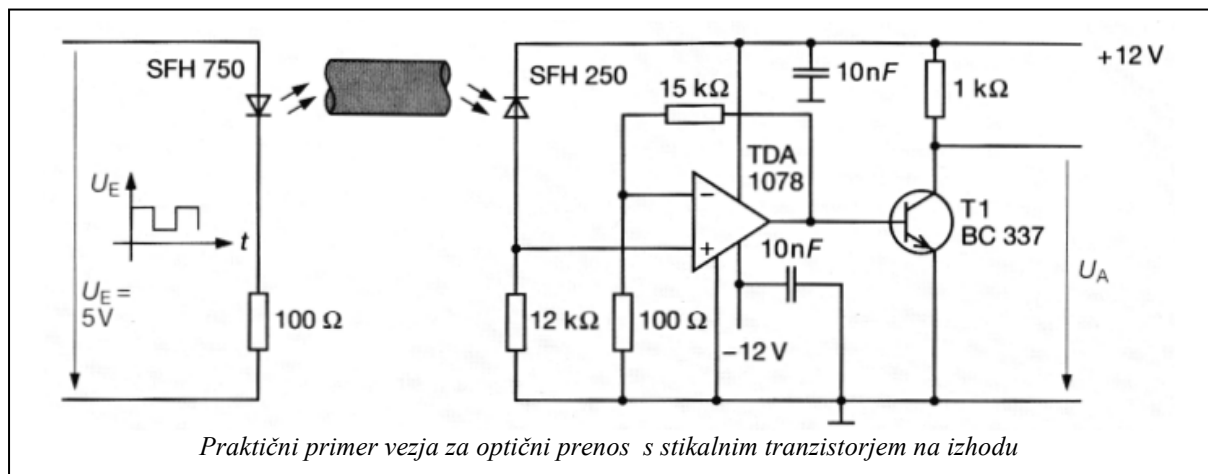 SFH 750
U_E
t
U_E =
5V
100 Ω
SFH 250
15 kΩ
10nF
+12 V
1 kΩ
TDA
1078
−
+
T1
BC 337
10nF
12 kΩ
100 Ω
−12 V
U_A
Praktični primer vezja za optični prenos s stikalnim tranzistorjem na izhodu